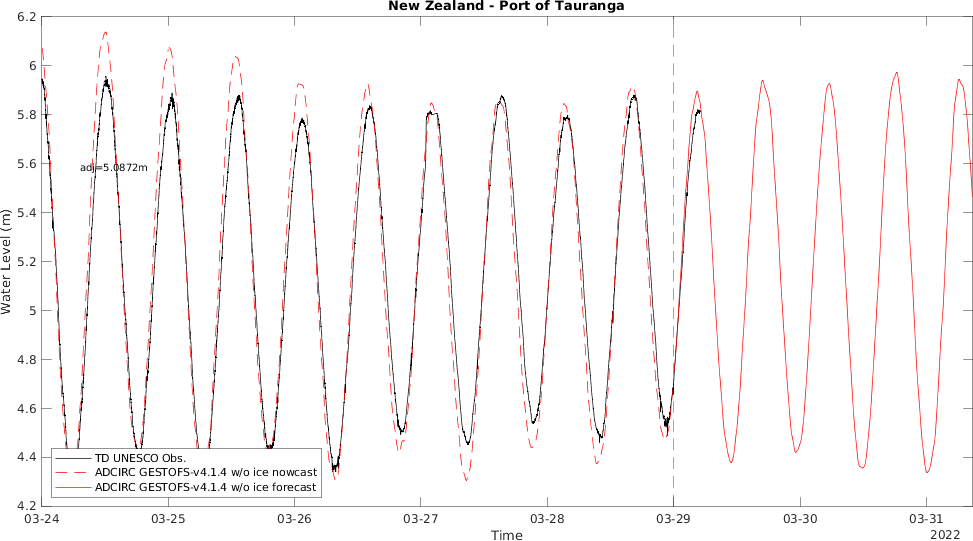 New Zealand - Port of Tauranga
6.2
6
5.8
5.6
5.4
5.2
5
4.8
4.6
4.4
4.2
Water Level (m)
adj=5.0872m
TD UNESCO Obs.
ADCIRC GESTOFS-v4.1.4 w/o ice nowcast
ADCIRC GESTOFS-v4.1.4 w/o ice forecast
03-24 03-25 03-26 03-27 03-28 03-29 03-30 03-31
Time
2022